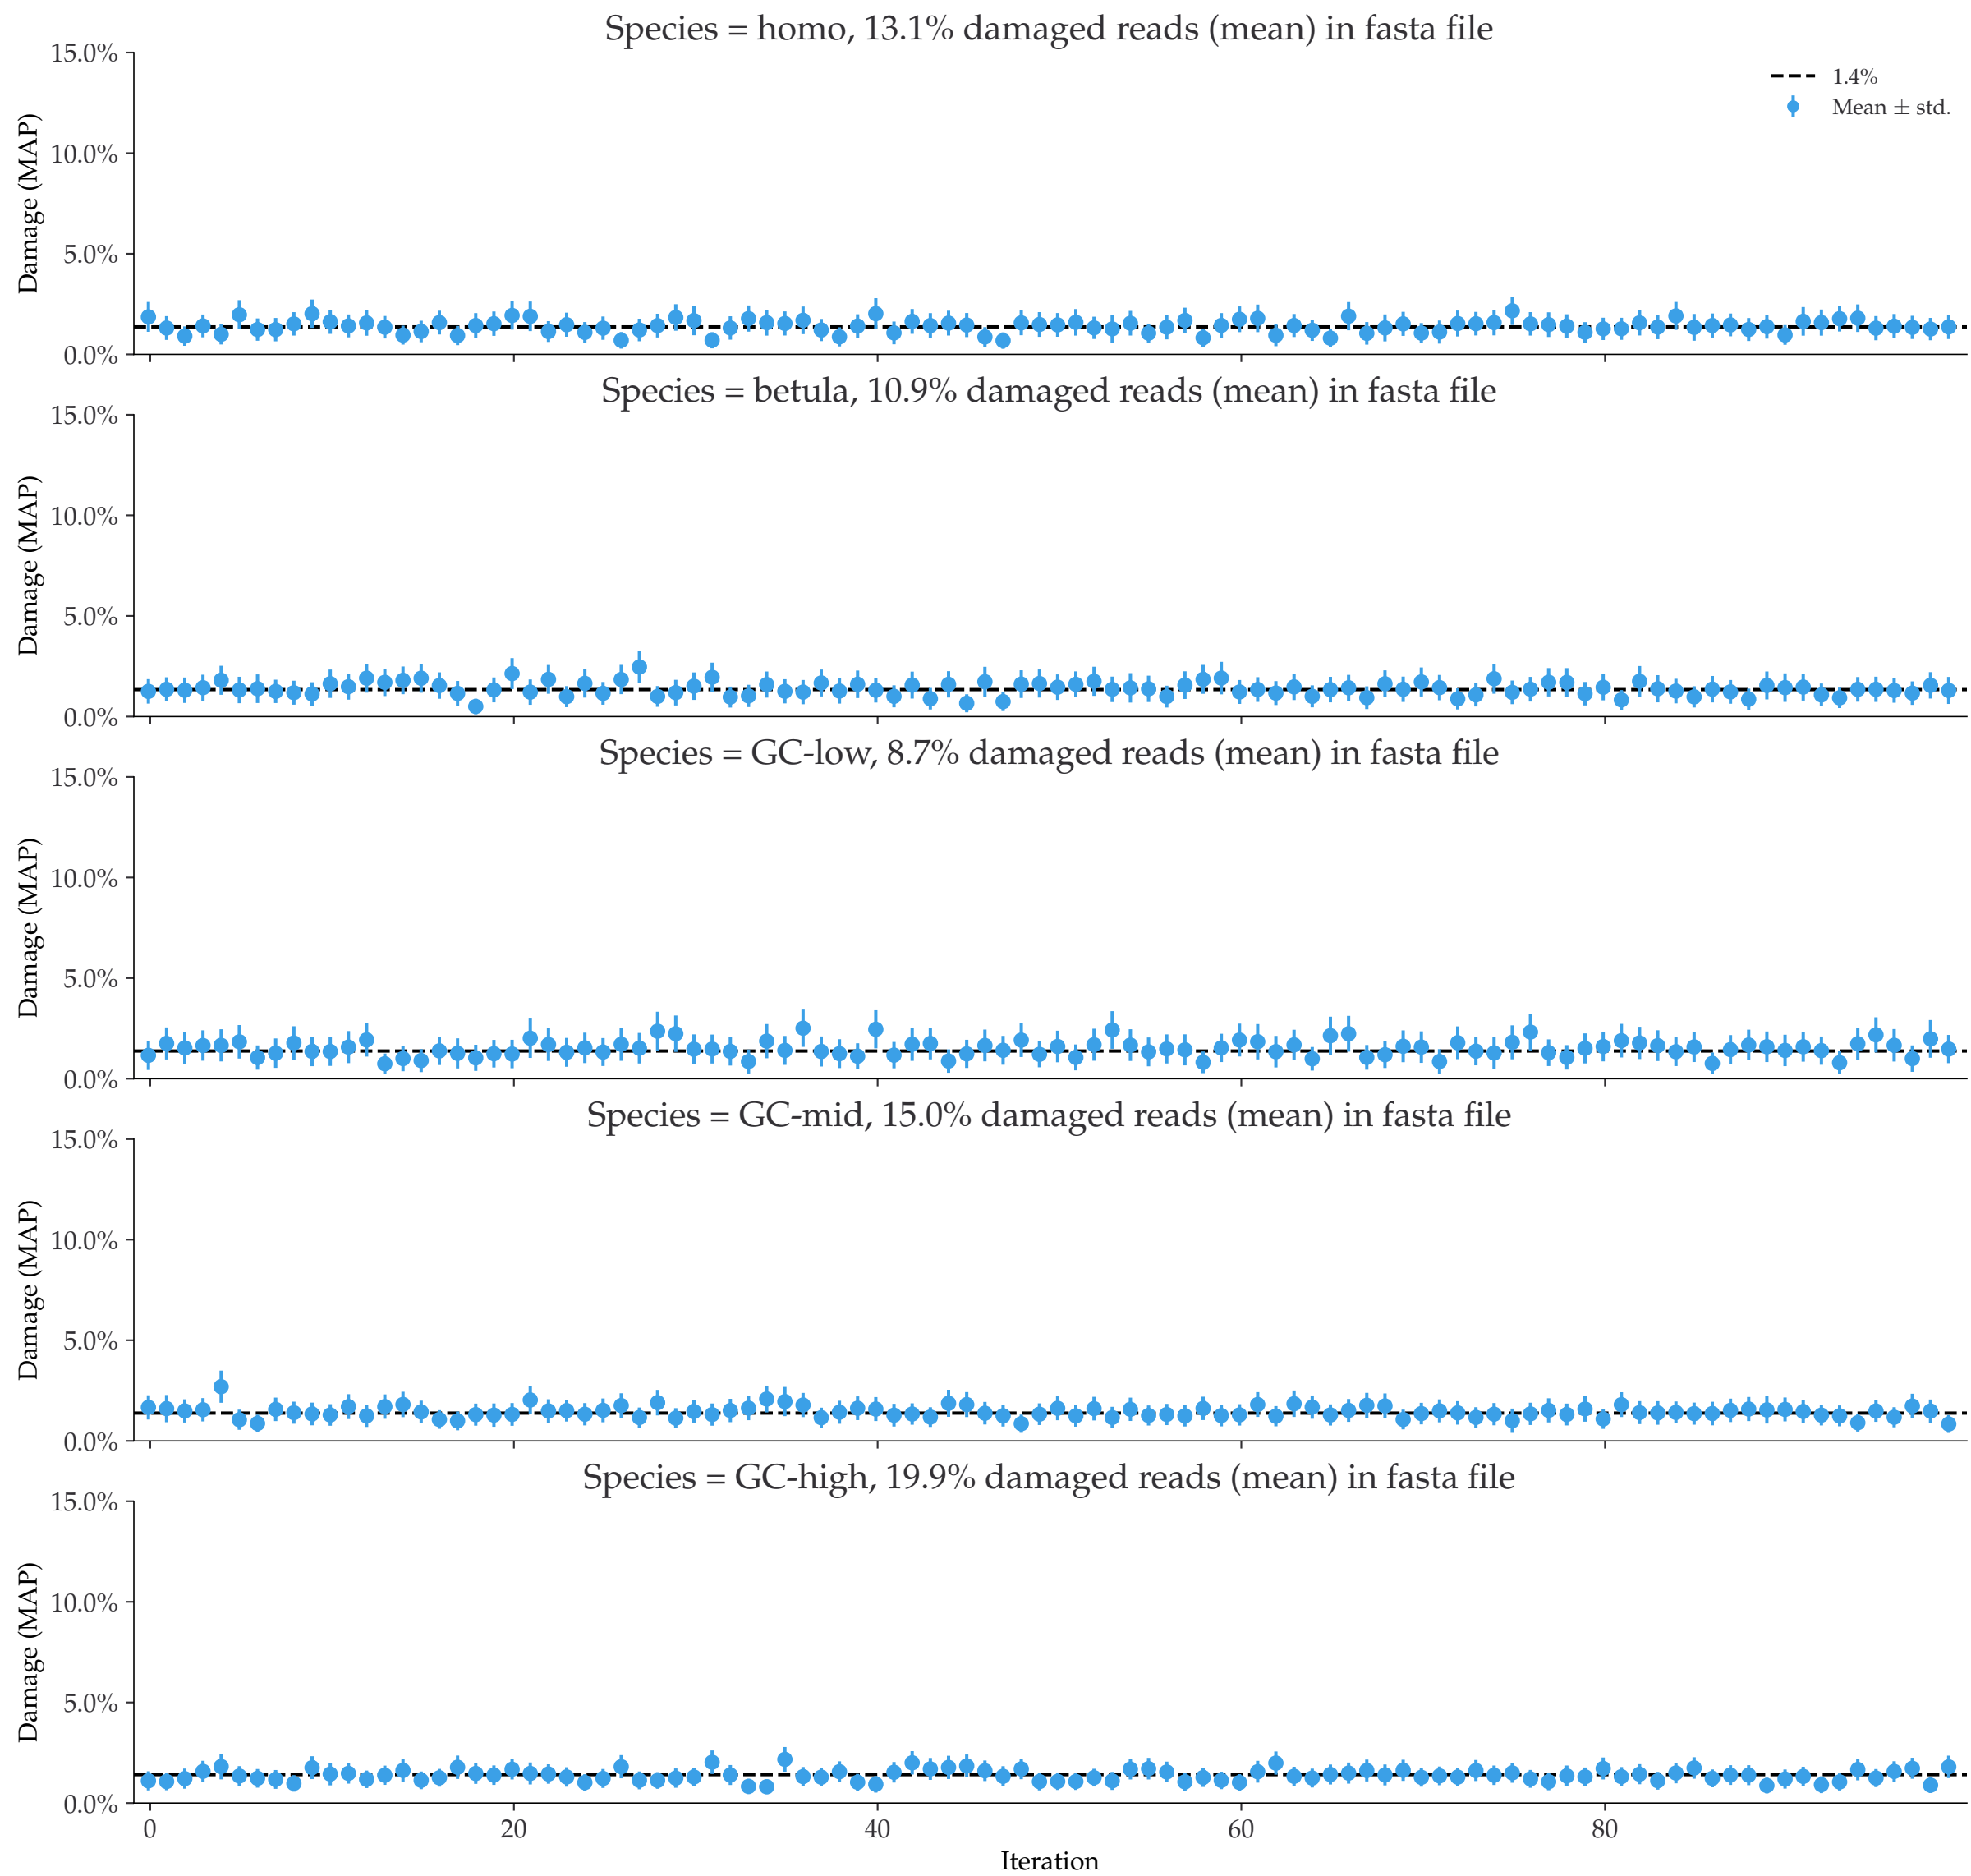 Species = homo, 13.1% damaged reads (mean) in fasta file
15.0%
10.0%
5.0%
0.0%
Damage (MAP)
1.4%
Mean ± std.
Species = betula, 10.9% damaged reads (mean) in fasta file
15.0%
10.0%
5.0%
0.0%
Damage (MAP)
Species = GC-low, 8.7% damaged reads (mean) in fasta file
15.0%
10.0%
5.0%
0.0%
Damage (MAP)
Species = GC-mid, 15.0% damaged reads (mean) in fasta file
15.0%
10.0%
5.0%
0.0%
Damage (MAP)
Species = GC-high, 19.9% damaged reads (mean) in fasta file
15.0%
10.0%
5.0%
0.0%
Damage (MAP)
0 20 40 60 80
Iteration